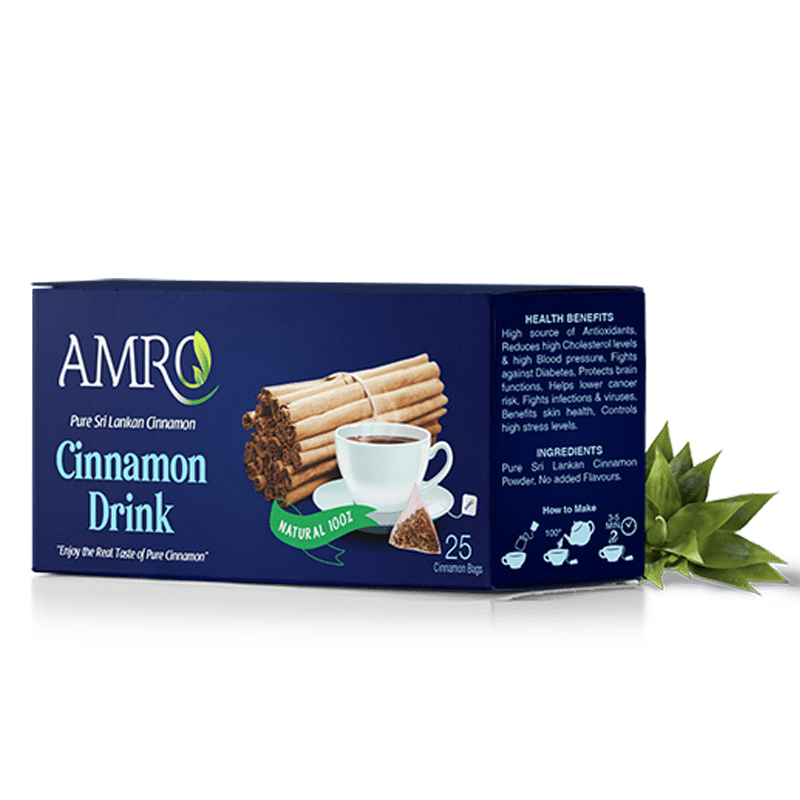 AMRO
Pure Sri Lankan Cinnamon
Cinnamon
Drink
"Enjoy the Real Taste of Pure Cinnamon"
NATURAL 100%
25
Cinnamon Bags
HEALTH BENEFITS
High source of Antioxidants,
Reduces high Cholesterol levels
& high Blood pressure, Fights
against Diabetes, Protects brain
functions, Helps lower cancer
risk, Fights infections & viruses,
Benefits skin health, Controls
high stress levels.
INGREDIENTS
Pure Sri Lankan Cinnamon
Powder, No added Flavours.
How to Make
100°
3-5
MIN